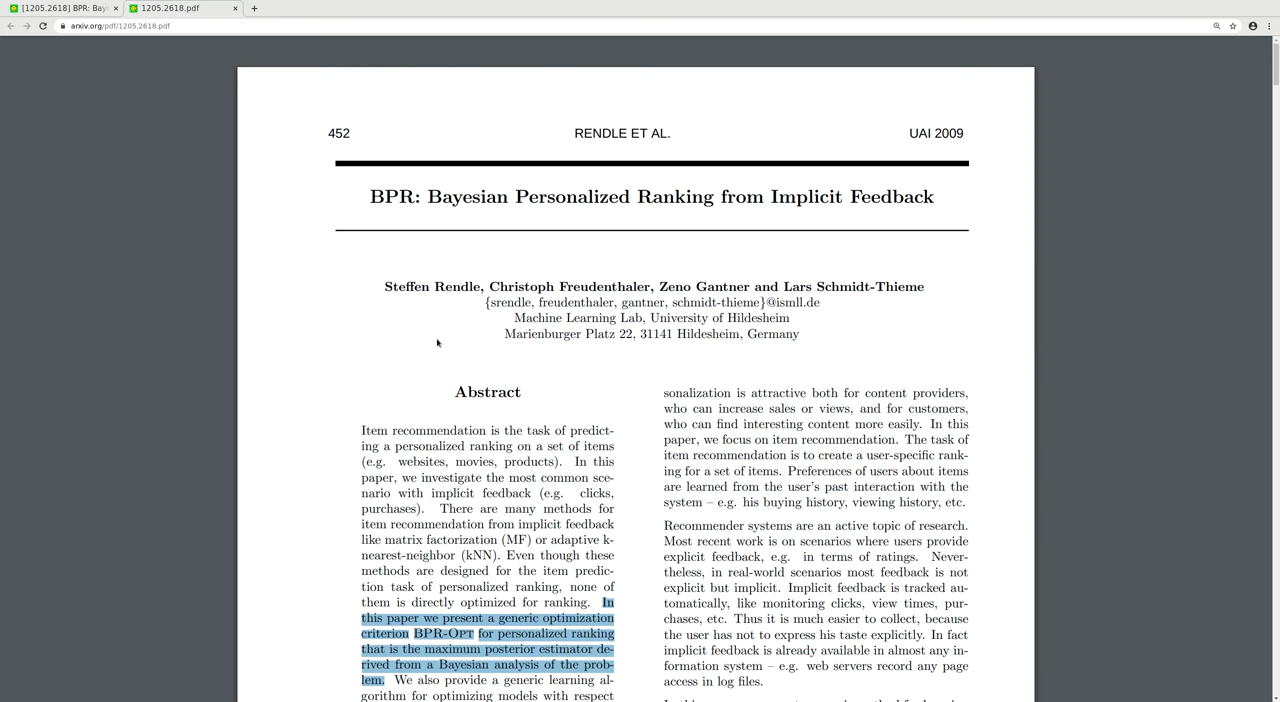 [1205.2618] BPR: Bay
1205.2618.pdf
arxiv.org/pdf/1205.2618.pdf
452 RENDLE ET AL. UAI 2009
BPR: Bayesian Personalized Ranking from Implicit Feedback
Steffen Rendle, Christoph Freudenthaler, Zeno Gantner and Lars Schmidt-Thieme
{srendle, freudenthaler, gantner, schmidt-thieme}@ismll.de
Machine Learning Lab, University of Hildesheim
Marienburger Platz 22, 31141 Hildesheim, Germany
Abstract
Item recommendation is the task of predict-
ing a personalized ranking on a set of items
(e.g. websites, movies, products). In this
paper, we investigate the most common sce-
nario with implicit feedback (e.g. clicks,
purchases). There are many methods for
item recommendation from implicit feedback
like matrix factorization (MF) or adaptive k-
nearest-neighbor (kNN). Even though these
methods are designed for the item predic-
tion task of personalized ranking, none of
them is directly optimized for ranking. In
this paper we present a generic optimization
criterion BPR-OPT for personalized ranking
that is the maximum posterior estimator de-
rived from a Bayesian analysis of the prob-
lem. We also provide a generic learning al-
gorithm for optimizing models with respect
sonalization is attractive both for content providers,
who can increase sales or views, and for customers,
who can find interesting content more easily. In this
paper, we focus on item recommendation. The task of
item recommendation is to create a user-specific rank-
ing for a set of items. Preferences of users about items
are learned from the user's past interaction with the
system – e.g. his buying history, viewing history, etc.
Recommender systems are an active topic of research.
Most recent work is on scenarios where users provide
explicit feedback, e.g. in terms of ratings. Never-
theless, in real-world scenarios most feedback is not
explicit but implicit. Implicit feedback is tracked au-
tomatically, like monitoring clicks, view times, pur-
chases, etc. Thus it is much easier to collect, because
the user has not to express his taste explicitly. In fact
implicit feedback is already available in almost any in-
formation system – e.g. web servers record any page
access in log files.